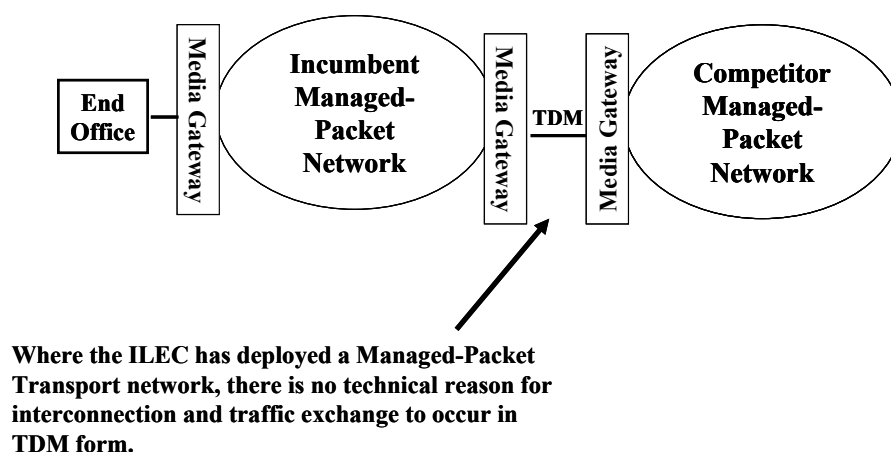 End
Office
Media Gateway
Incumbent
Managed-
Packet
Network
Media Gateway
TDM
Media Gateway
Competitor
Managed-
Packet
Network
Where the ILEC has deployed a Managed-Packet
Transport network, there is no technical reason for
interconnection and traffic exchange to occur in
TDM form.